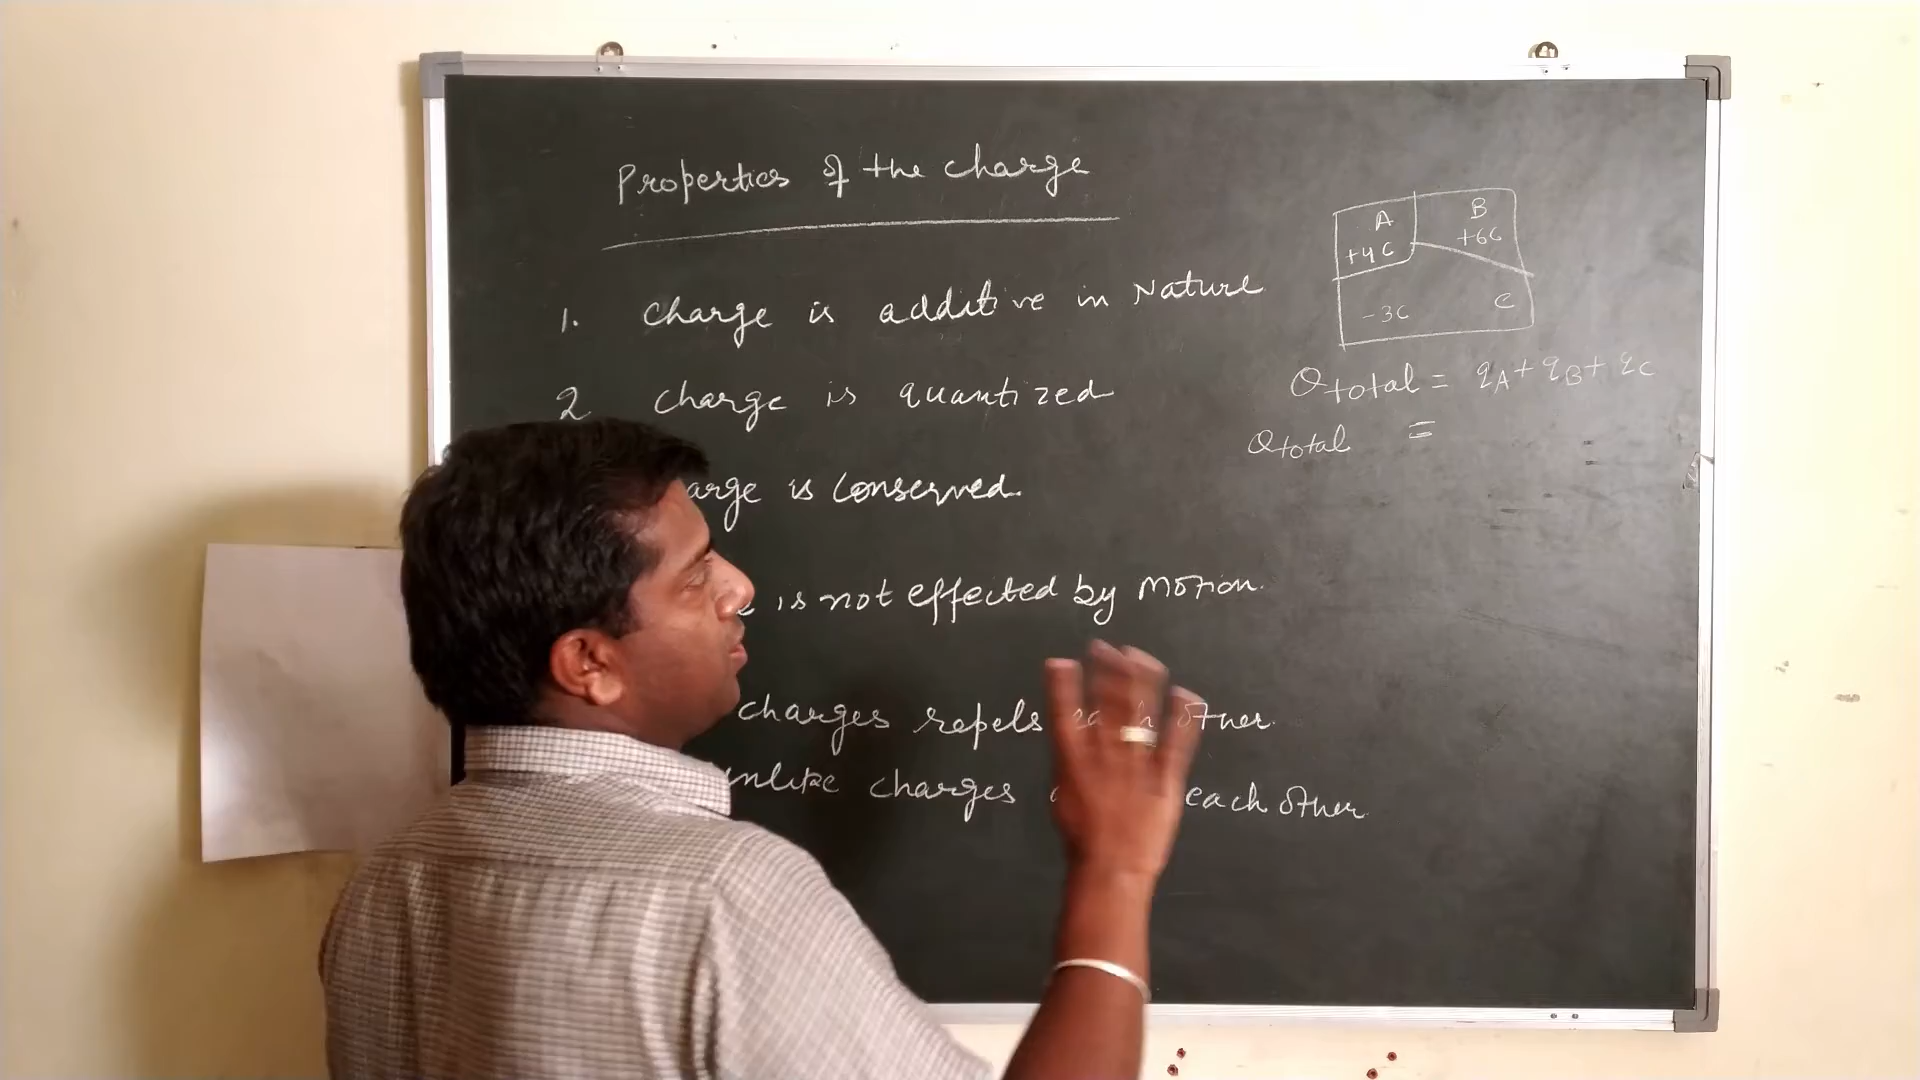 Properties of the charge
1. charge is additive in Nature
2 charge is quantized
arge is conserved.
is not effected by motion.
charges repels each other.
unlike charges each other
A
+4C
B
+6C
-3C C
Qtotal = qA + qB + qC
Qtotal =